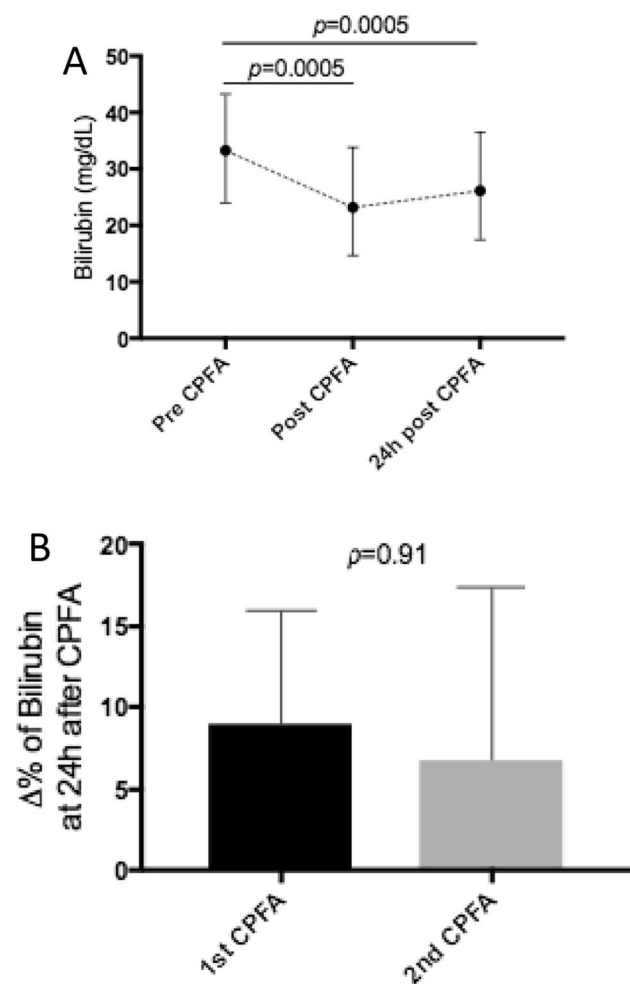 A
p=0.0005
p=0.0005
Bilirubin (mg/dL)
50
40
30
20
10
0
Pre CPFA
Post CPFA
24h post CPFA
B
p=0.91
Δ% of Bilirubin
at 24h after CPFA
20
15
10
5
0
1st CPFA
2nd CPFA